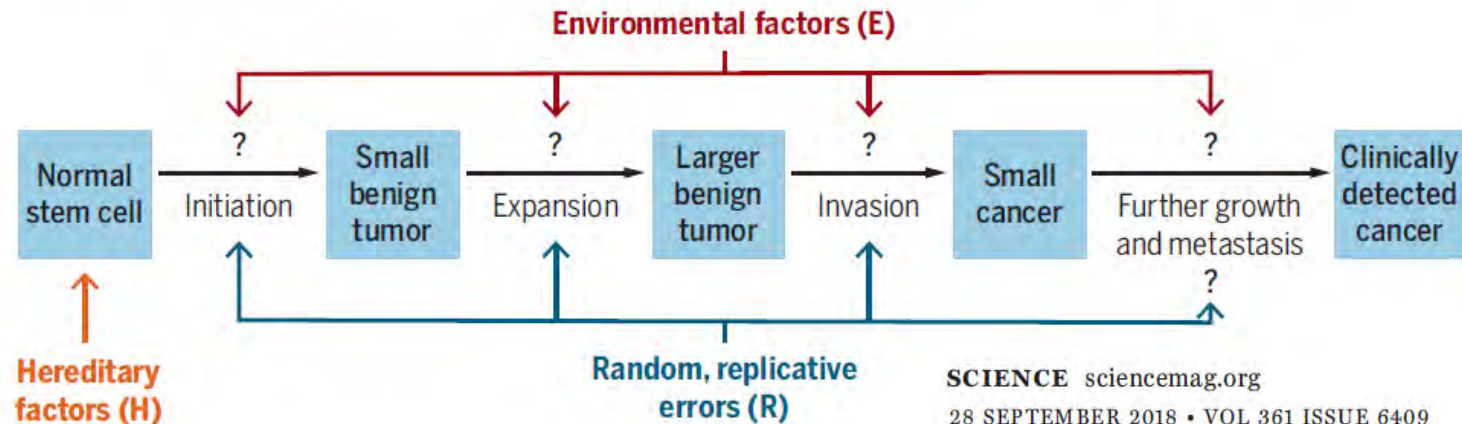 Environmental factors (E)
?
?
?
?
Normal
stem cell
Initiation
Small
benign
tumor
Expansion
Larger
benign
tumor
Invasion
Small
cancer
Further growth
and metastasis
?
Clinically
detected
cancer
Hereditary
factors (H)
Random, replicative
errors (R)
SCIENCE sciencemag.org
28 SEPTEMBER 2018 • VOL 361 ISSUE 6409